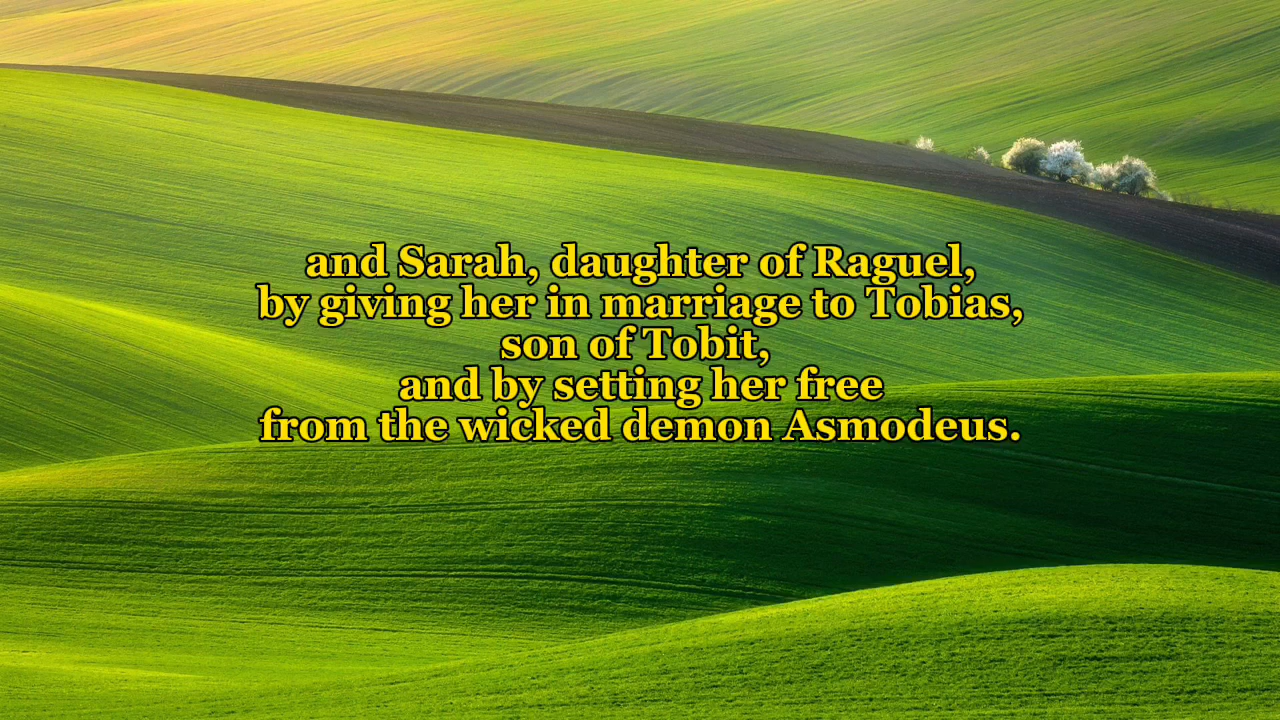 and Sarah, daughter of Raguel,
by giving her in marriage to Tobias,
son of Tobit,
and by setting her free
from the wicked demon Asmodeus.